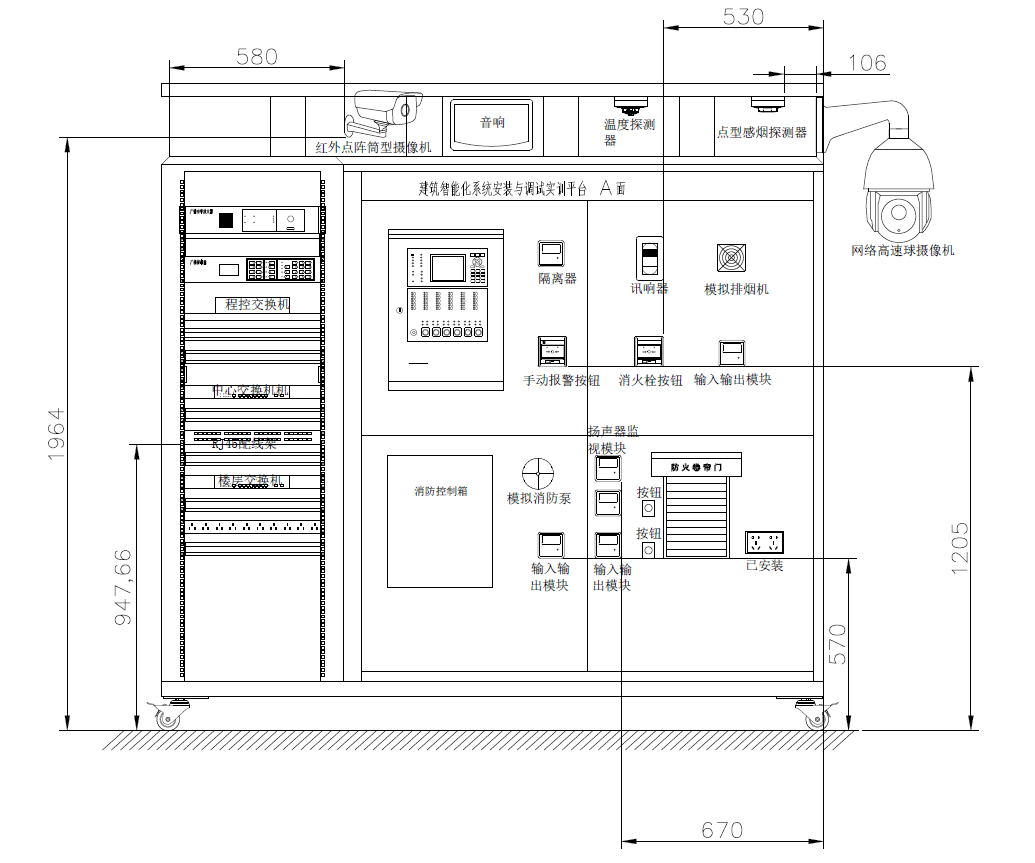 530
580
106
音响
温度探测
器
点型感烟探测器
红外点阵筒型摄像机
建筑智能化系统安装与调试实训平台 A面
网络高速球摄像机
隔离器
讯响器
模拟排烟机
程控交换机
手动报警按钮
消火栓按钮
输入输出模块
中心交换机机
1964
扬声器监
视模块
RJ45配线架
防火卷帘门
楼层交换机
消防控制箱
模拟消防泵
按钮
按钮
已安装
输入输
出模块
输入输
出模块
947,66
1205
570
670